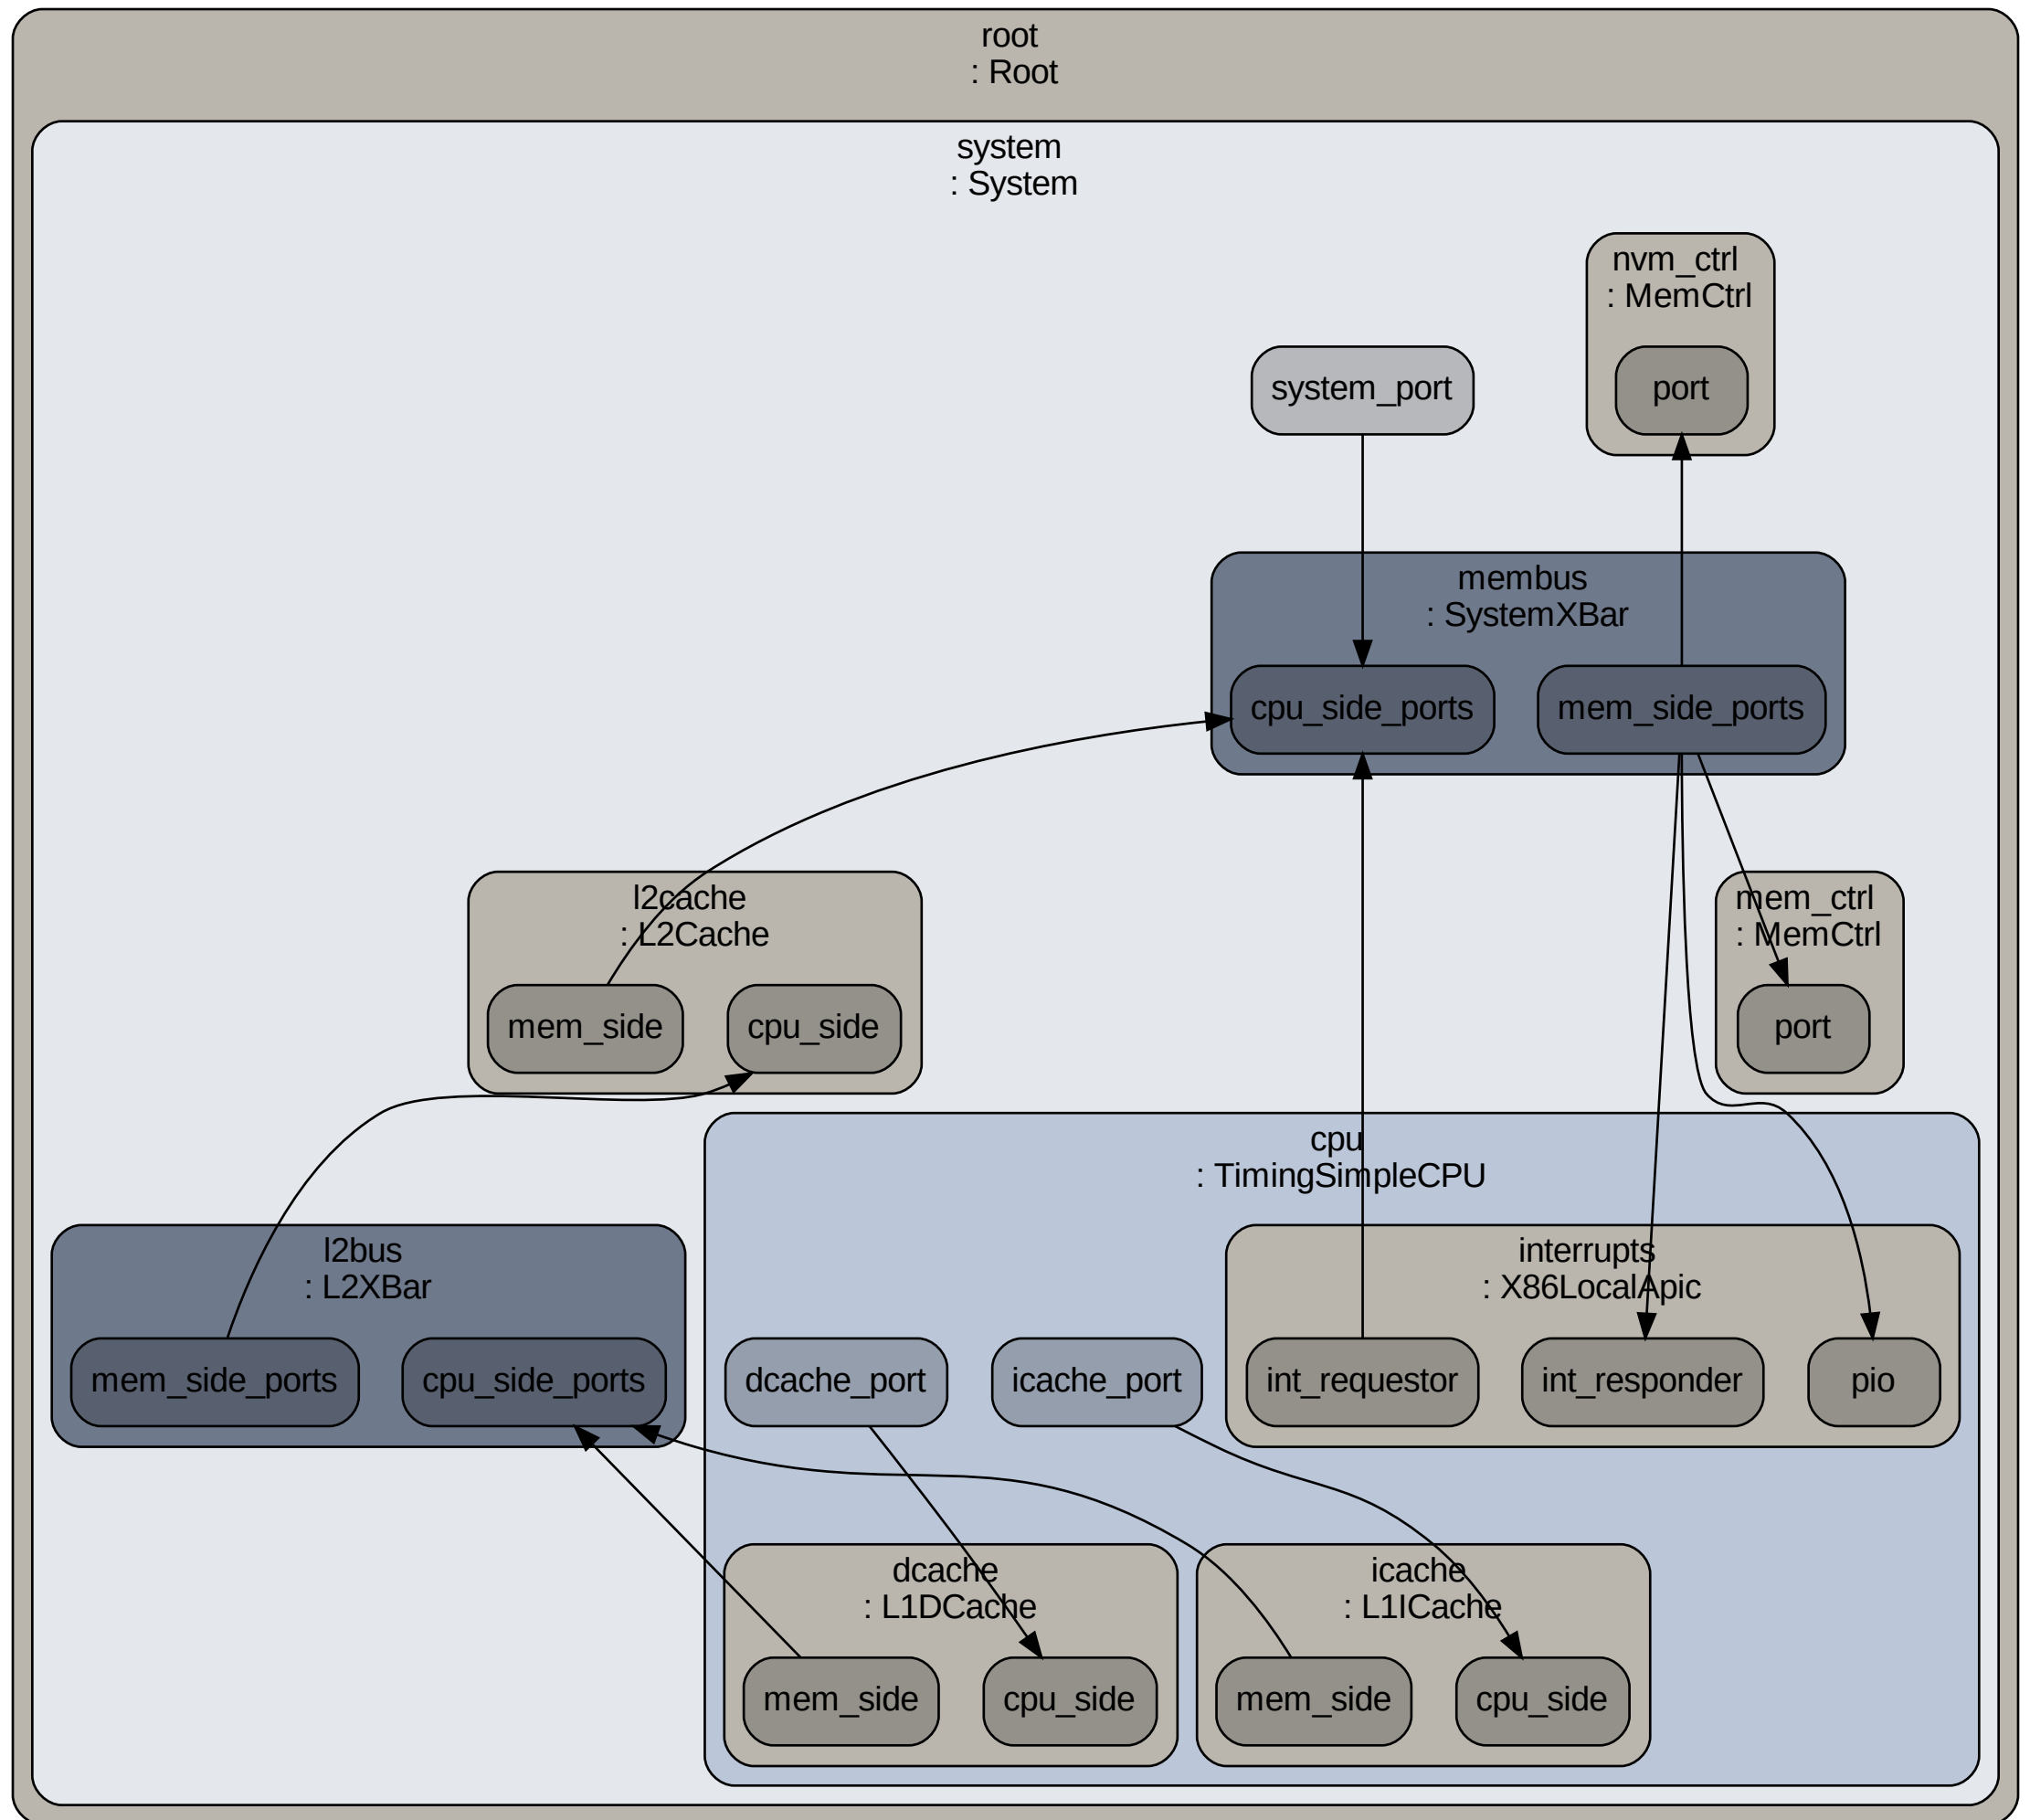 root
: Root
system
: System
nvm_ctrl
: MemCtrl
port
system_port
membus
: SystemXBar
cpu_side_ports
mem_side_ports
l2cache
: L2Cache
mem_side
cpu_side
mem_ctrl
: MemCtrl
port
cpu
: TimingSimpleCPU
l2bus
: L2XBar
mem_side_ports
cpu_side_ports
interrupts
: X86LocalApic
dcache_port
icache_port
int_requestor
int_responder
pio
dcache
: L1DCache
mem_side
cpu_side
icache
: L1ICache
mem_side
cpu_side